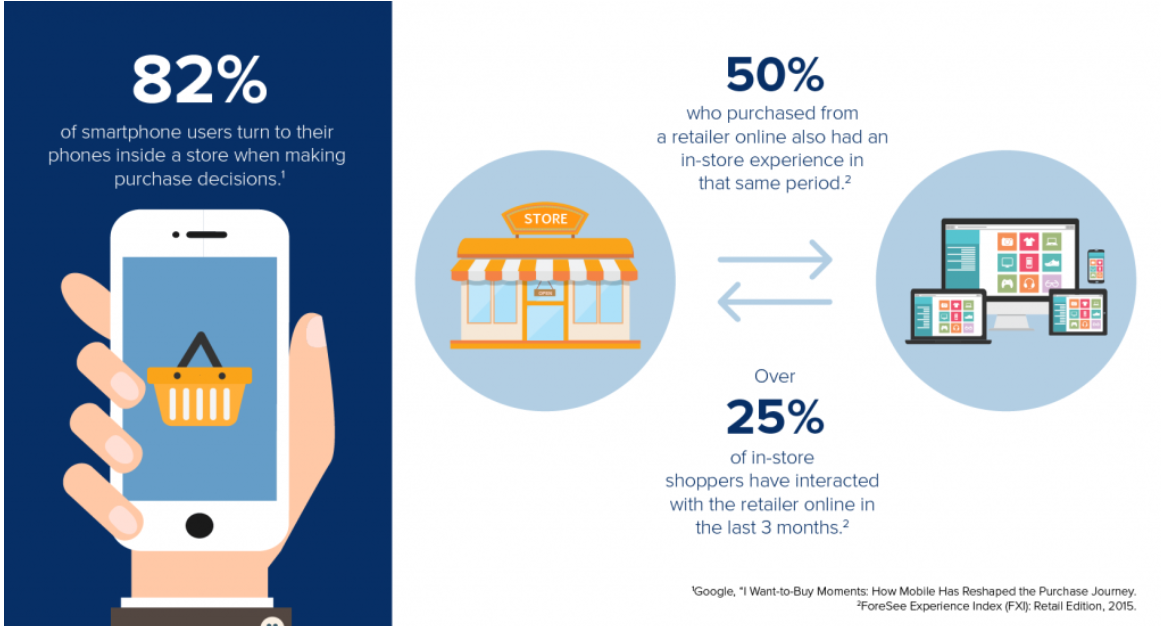 82%
of smartphone users turn to their
phones inside a store when making
purchase decisions.¹
50%
who purchased from
a retailer online also had an
in-store experience in
that same period.²
STORE
OPEN
Over
25%
of in-store
shoppers have interacted
with the retailer online in
the last 3 months.²
¹Google, “I Want-to-Buy Moments: How Mobile Has Reshaped the Purchase Journey.
²ForeSee Experience Index (FXI): Retail Edition, 2015.